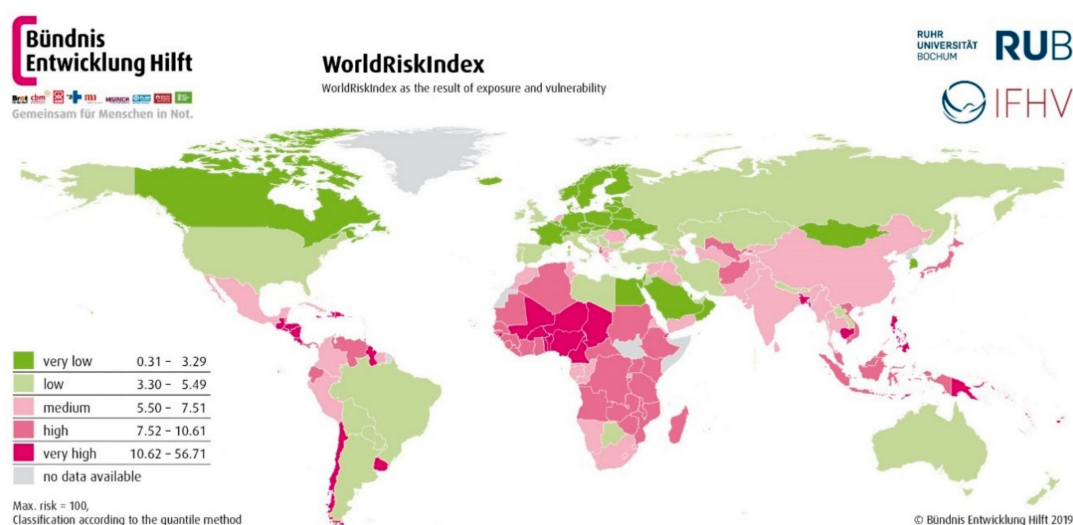 Bündnis
Entwicklung Hilft
Gemeinsam für Menschen in Not.
WorldRiskIndex
WorldRiskIndex as the result of exposure and vulnerability
RUHR
UNIVERSITÄT
BOCHUM
RUB
IFHV
very low 0.31 – 3.29
low 3.30 – 5.49
medium 5.50 – 7.51
high 7.52 – 10.61
very high 10.62 – 56.71
no data available
Max. risk = 100,
Classification according to the quantile method
© Bündnis Entwicklung Hilft 2019